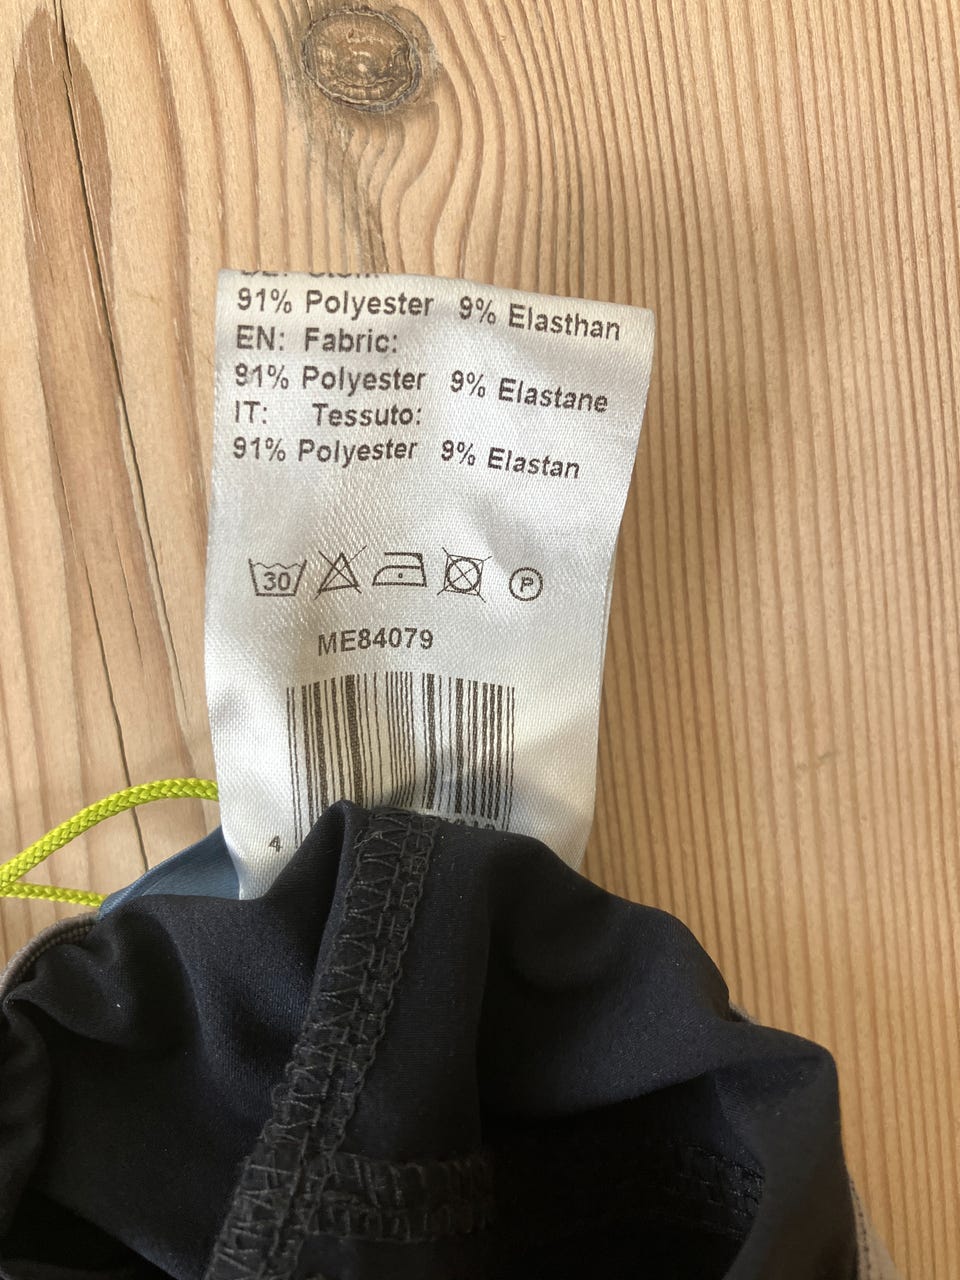 91% Polyester 9% Elasthan
EN: Fabric:
91% Polyester 9% Elastane
IT: Tessuto:
91% Polyester 9% Elastan
30
P
ME84079
4